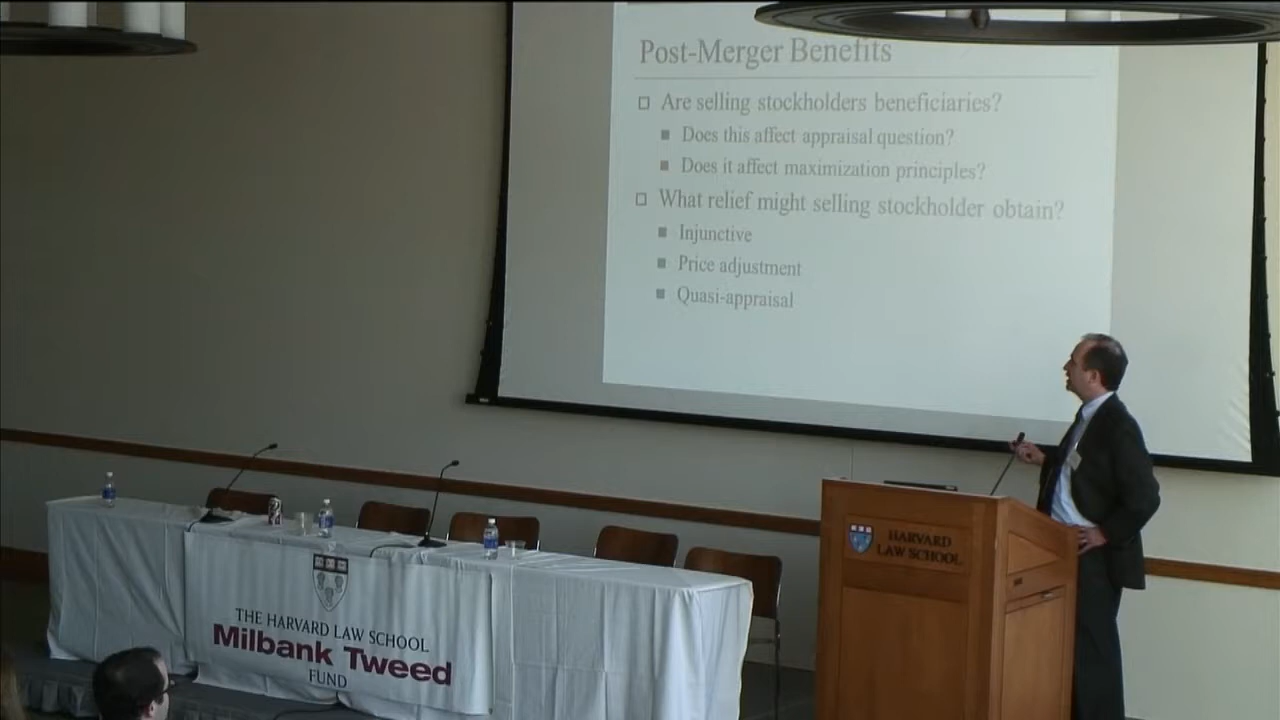 Post-Merger Benefits
Are selling stockholders beneficiaries?
Does this affect appraisal question?
Does it affect maximization principles?
What relief might selling stockholder obtain?
Injunctive
Price adjustment
Quasi-appraisal
HARVARD
LAW SCHOOL
THE HARVARD LAW SCHOOL
Milbank Tweed
FUND